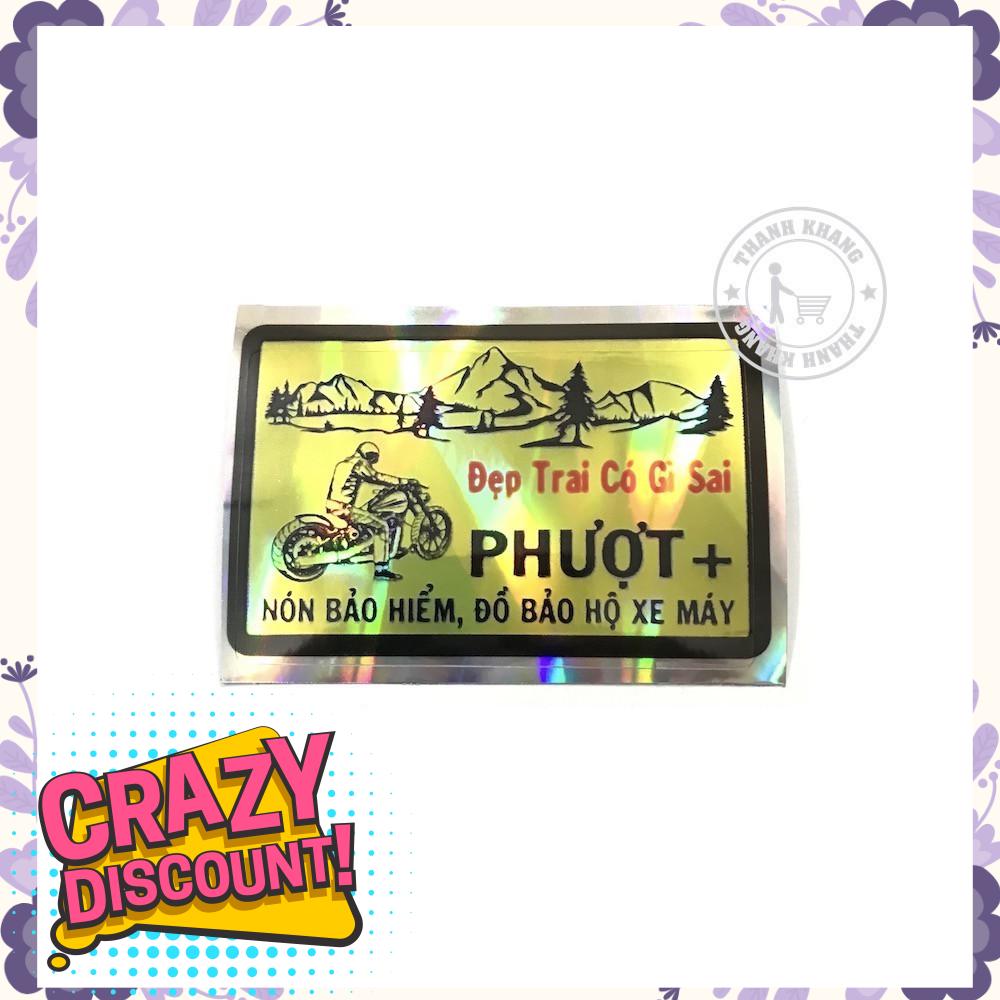 THANH KHANG
THANH KHANG
Đẹp Trai Có Gì Sai
PHƯỢT +
NÓN BẢO HIỂM, ĐỒ BẢO HỘ XE MÁY
CRAZY
DISCOUNT!